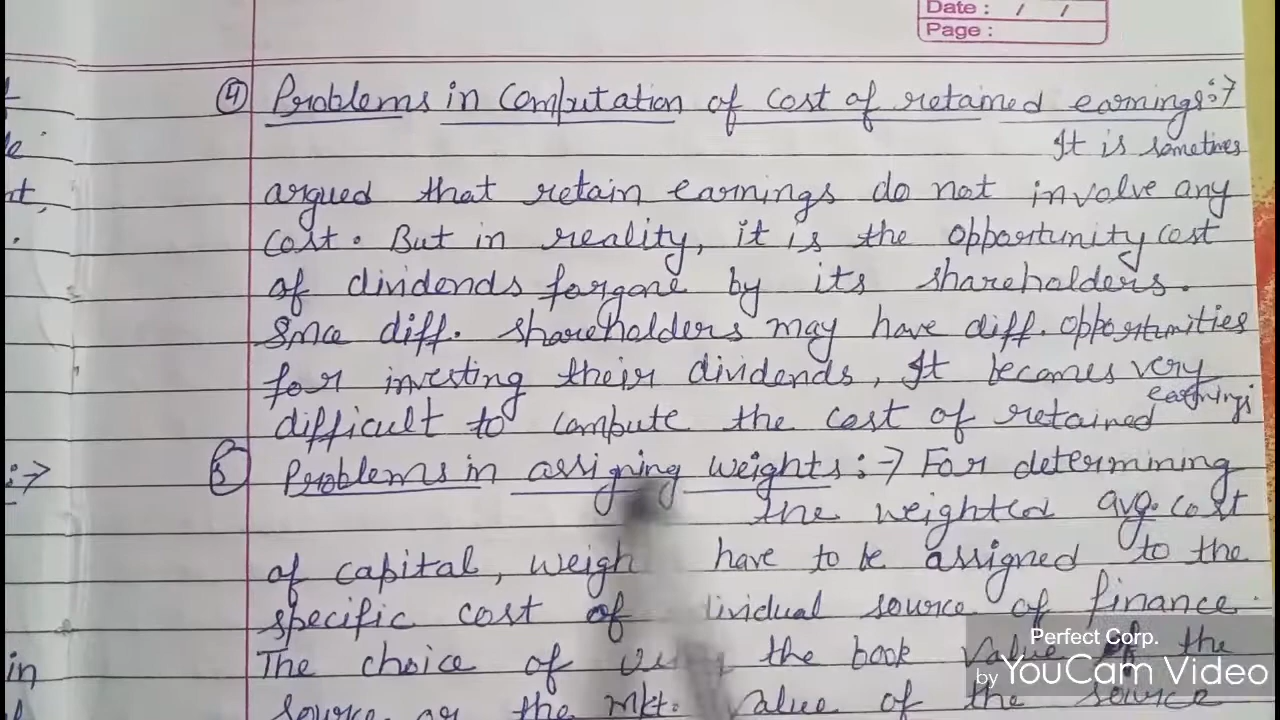 Date : / /
Page :
④ Problems in Computation of cost of retained earnings:→
It is sometimes
argued that retain earnings do not involve any
cost. But in reality, it is the opportunity cost
of dividends forgone by its shareholders.
Since diff. shareholders may have diff. opportunities
for investing their dividends, It becomes very
difficult to compute the cost of retained earnings
⑤ Problems in assigning weights:→ For determining
the weighted avg. cost
of capital, weigh have to be assigned to the
specific cost of dividual source of finance.
The choice of the book value of the
source or the mkt. value of the source
:→
in
Perfect Corp.
by YouCam Video